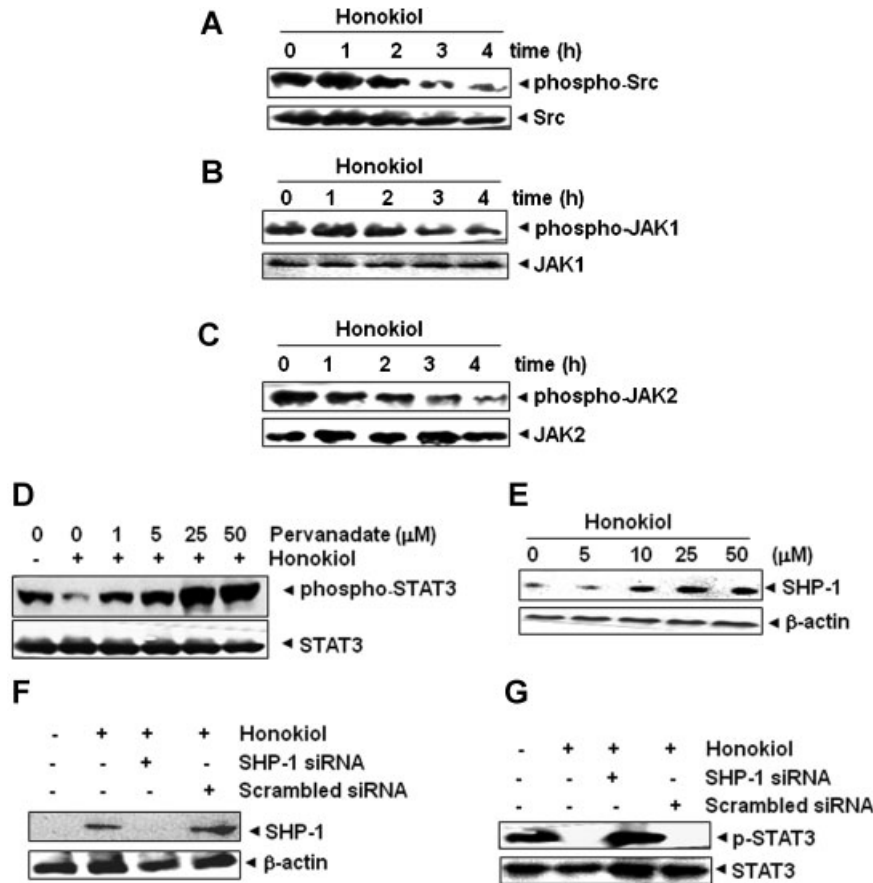 A
Honokiol
0 1 2 3 4 time (h)
phospho-Src
Src
B
Honokiol
0 1 2 3 4 time (h)
phospho-JAK1
JAK1
C
Honokiol
0 1 2 3 4 time (h)
phospho-JAK2
JAK2
D
0 0 1 5 25 50 Pervanadate (μM)
- + + + + + Honokiol
phospho-STAT3
STAT3
E
Honokiol
0 5 10 25 50 (μM)
SHP-1
β-actin
F
- + + + Honokiol
- - + - SHP-1 siRNA
- - - + Scrambled siRNA
SHP-1
β-actin
G
- + + + Honokiol
- - + - SHP-1 siRNA
- - - + Scrambled siRNA
p-STAT3
STAT3